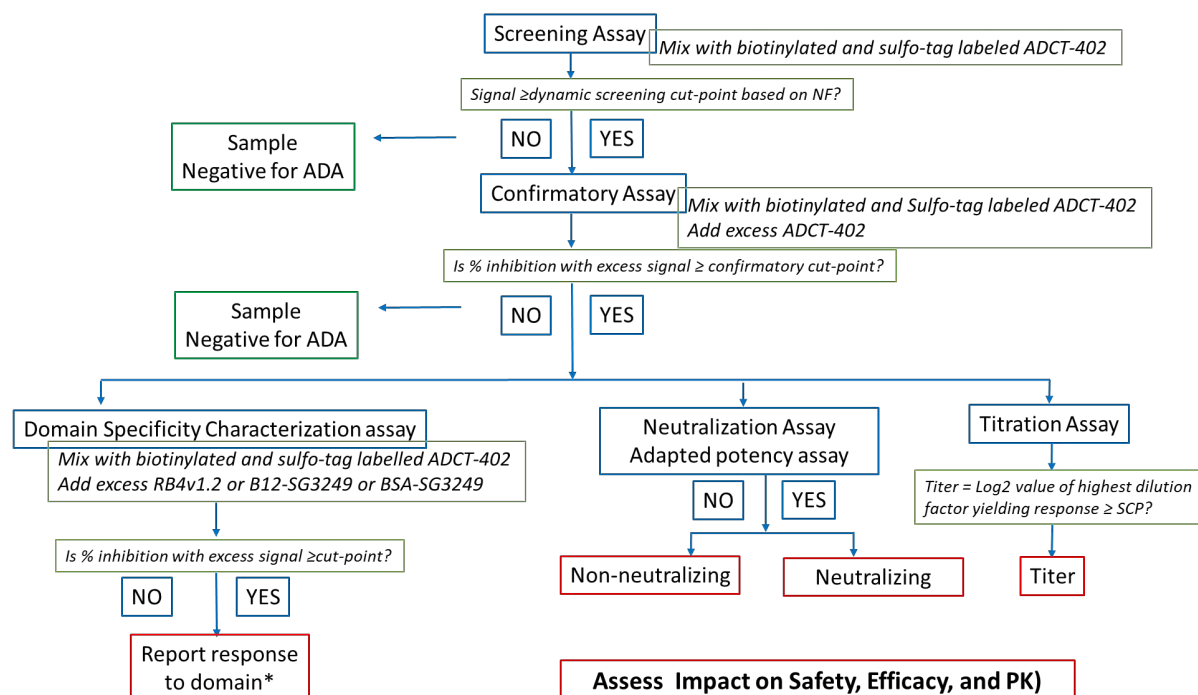 Screening Assay
Mix with biotinylated and sulfo-tag labeled ADCT-402
Signal ≥dynamic screening cut-point based on NF?
NO
YES
Sample
Negative for ADA
Confirmatory Assay
Mix with biotinylated and Sulfo-tag labeled ADCT-402
Add excess ADCT-402
Is % inhibition with excess signal ≥ confirmatory cut-point?
NO
YES
Sample
Negative for ADA
Domain Specificity Characterization assay
Mix with biotinylated and sulfo-tag labelled ADCT-402
Add excess RB4v1.2 or B12-SG3249 or BSA-SG3249
Is % inhibition with excess signal ≥cut-point?
NO
YES
Report response
to domain*
Neutralization Assay
Adapted potency assay
NO
YES
Non-neutralizing
Neutralizing
Titration Assay
Titer = Log2 value of highest dilution
factor yielding response ≥ SCP?
Titer
Assess Impact on Safety, Efficacy, and PK)